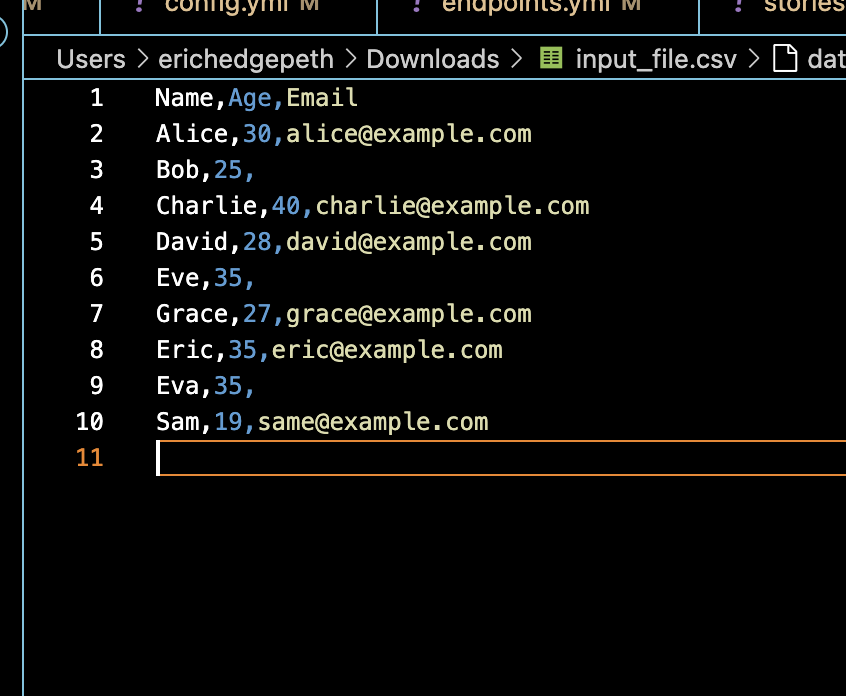 M config.yml M endpoints.yml M stories
Users > erichedgepeth > Downloads > input_file.csv > dat
1 Name,Age,Email
2 Alice,30,alice@example.com
3 Bob,25,
4 Charlie,40,charlie@example.com
5 David,28,david@example.com
6 Eve,35,
7 Grace,27,grace@example.com
8 Eric,35,eric@example.com
9 Eva,35,
10 Sam,19,same@example.com
11